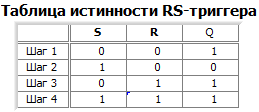 Таблица истинности RS-триггера
S R Q
Шаг 1 0 0 1
Шаг 2 1 0 0
Шаг 3 0 1 1
Шаг 4 1 1 1